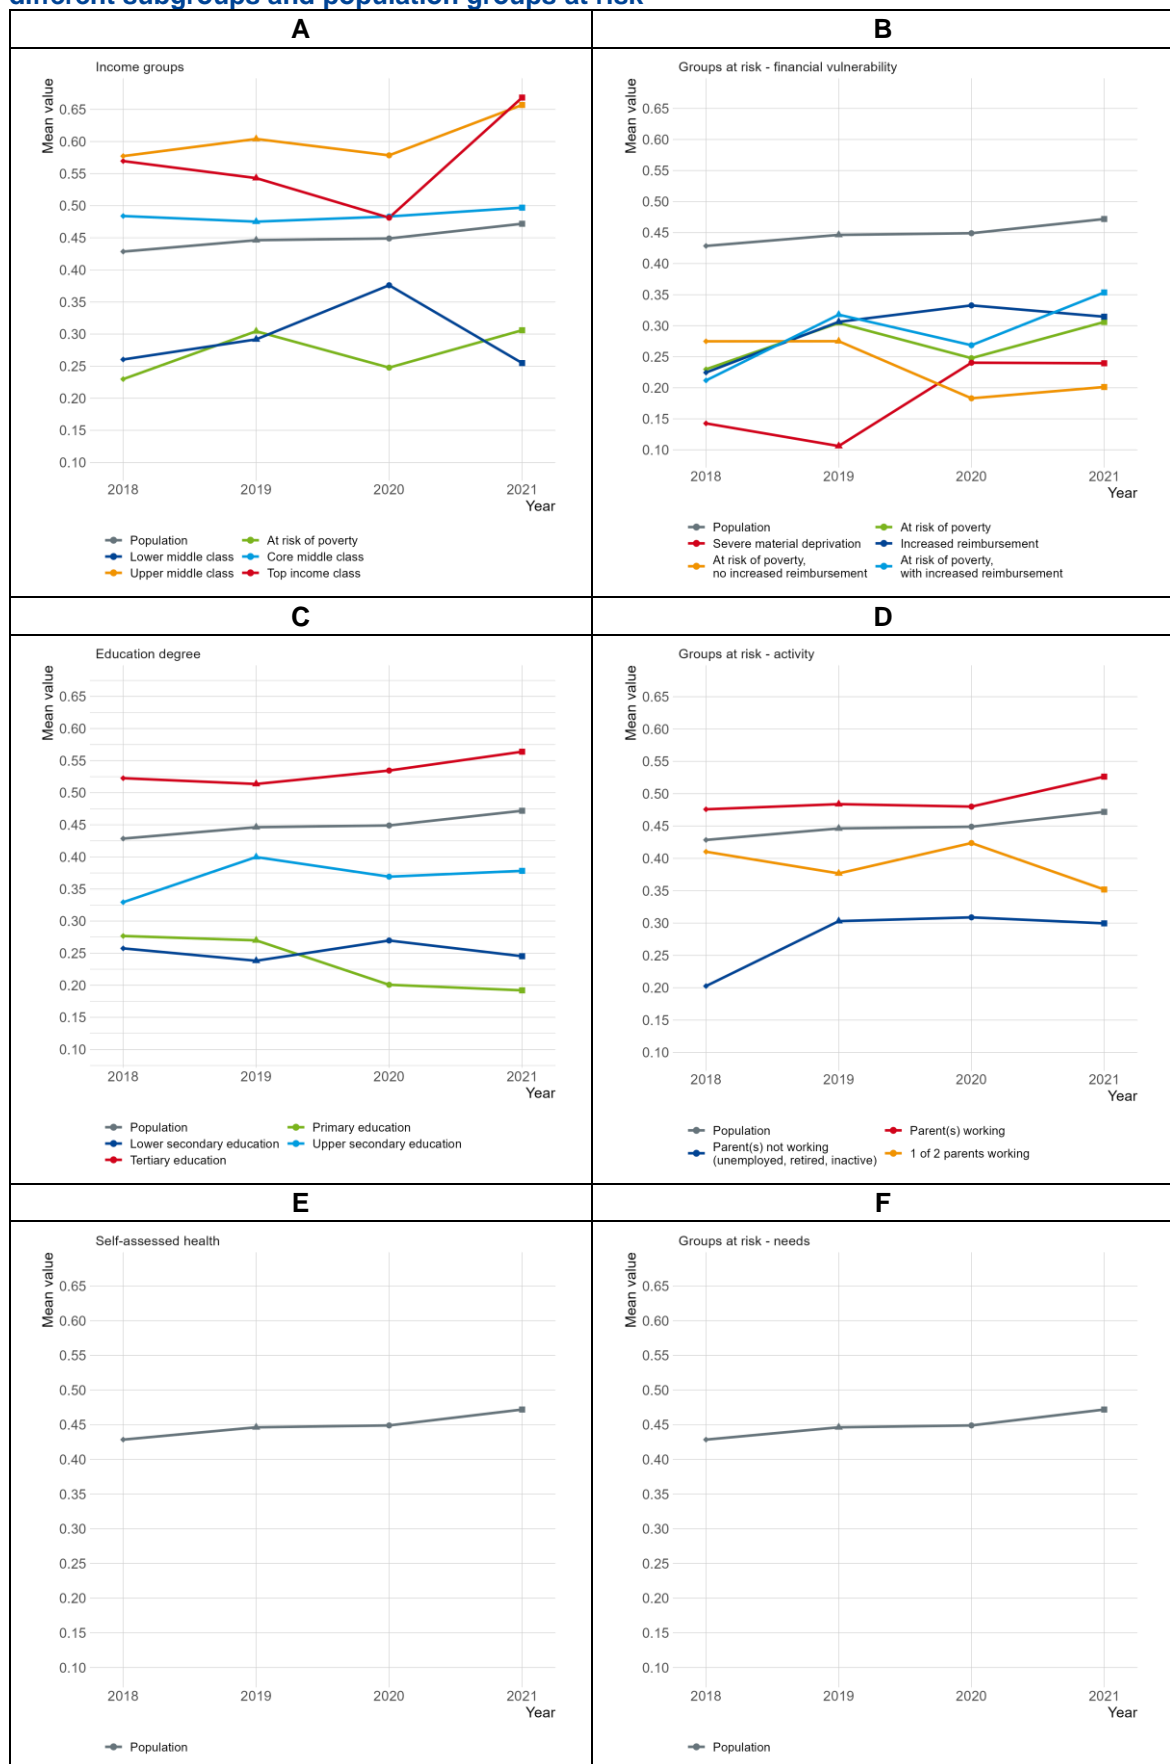 different subgroups and population groups at risk
A
B
Income groups
Mean value
0.65
0.60
0.55
0.50
0.45
0.40
0.35
0.30
0.25
0.20
0.15
0.10
2018 2019 2020 2021
Year
Population At risk of poverty
Lower middle class Core middle class
Upper middle class Top income class
Groups at risk - financial vulnerability
Mean value
0.65
0.60
0.55
0.50
0.45
0.40
0.35
0.30
0.25
0.20
0.15
0.10
2018 2019 2020 2021
Year
Population At risk of poverty
Severe material deprivation Increased reimbursement
At risk of poverty, At risk of poverty,
no increased reimbursement with increased reimbursement
C
D
Education degree
Mean value
0.65
0.60
0.55
0.50
0.45
0.40
0.35
0.30
0.25
0.20
0.15
0.10
2018 2019 2020 2021
Year
Population Primary education
Lower secondary education Upper secondary education
Tertiary education
Groups at risk - activity
Mean value
0.65
0.60
0.55
0.50
0.45
0.40
0.35
0.30
0.25
0.20
0.15
0.10
2018 2019 2020 2021
Year
Population Parent(s) working
Parent(s) not working 1 of 2 parents working
(unemployed, retired, inactive)
E
F
Self-assessed health
Mean value
0.65
0.60
0.55
0.50
0.45
0.40
0.35
0.30
0.25
0.20
0.15
0.10
2018 2019 2020 2021
Year
Population
Groups at risk - needs
Mean value
0.65
0.60
0.55
0.50
0.45
0.40
0.35
0.30
0.25
0.20
0.15
0.10
2018 2019 2020 2021
Year
Population